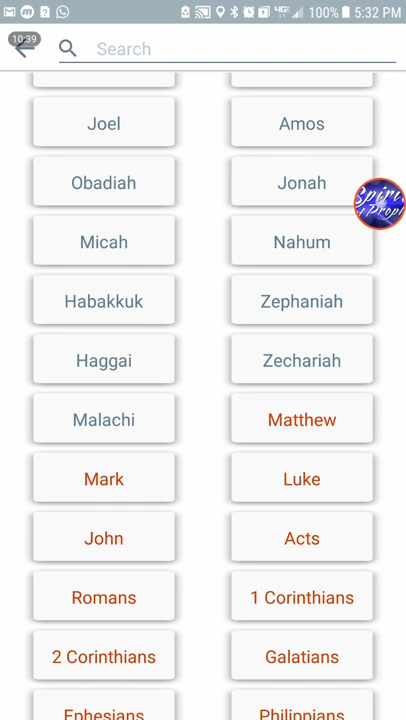 4G 100% 5:32 PM
10:39
Search
Joel Amos
Obadiah Jonah
Micah Nahum
Habakkuk Zephaniah
Haggai Zechariah
Malachi Matthew
Mark Luke
John Acts
Romans 1 Corinthians
2 Corinthians Galatians
Ephesians Philippians